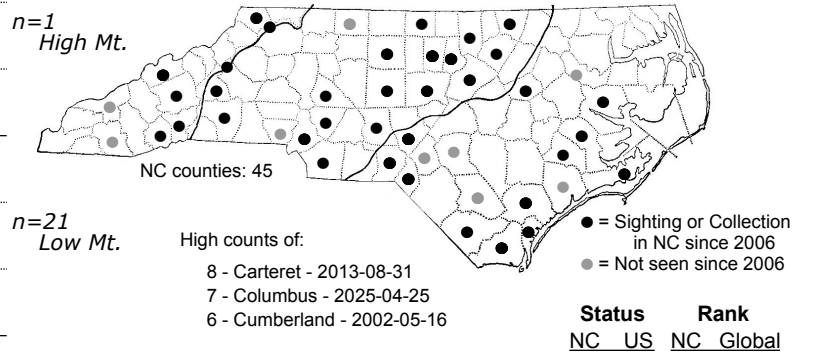 n=1
High Mt.
NC counties: 45
n=21
Low Mt.
High counts of:
8 - Carteret - 2013-08-31
7 - Columbus - 2025-04-25
6 - Cumberland - 2002-05-16
= Sighting or Collection
in NC since 2006
= Not seen since 2006
Status Rank
NC US NC Global